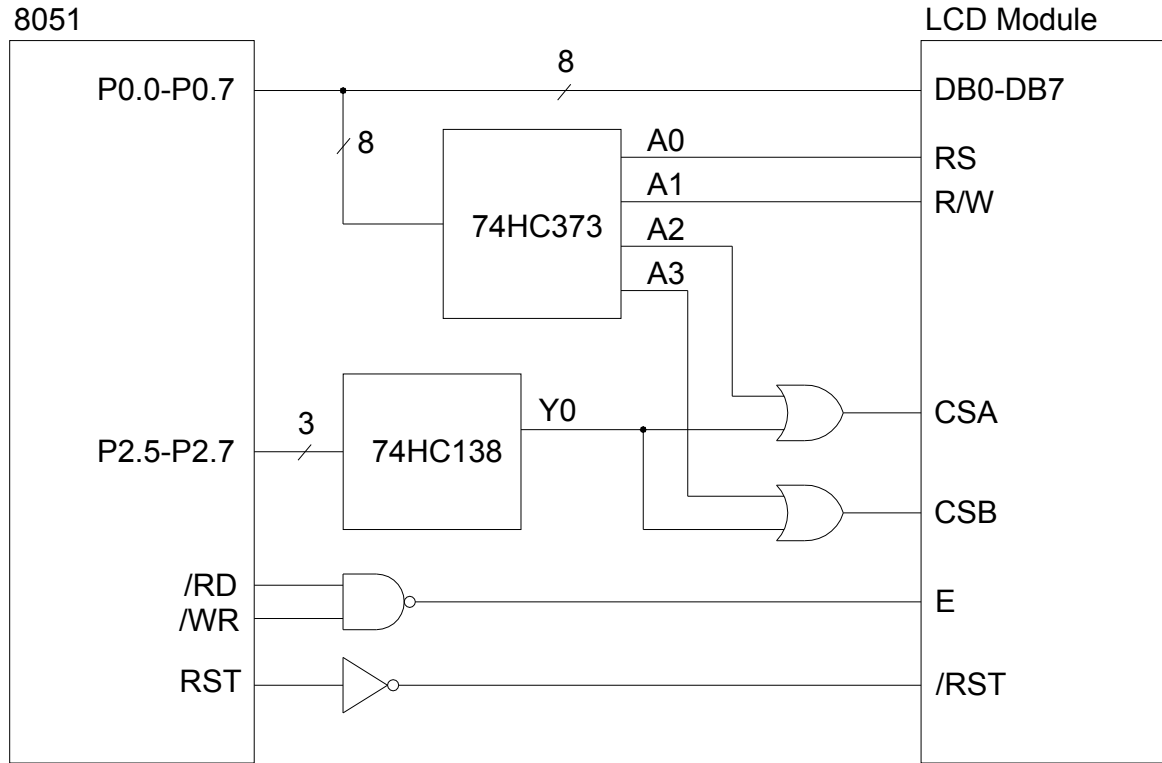 8051
LCD Module
P0.0-P0.7
8
DB0-DB7
8
A0
RS
A1
R/W
74HC373
A2
A3
Y0
CSA
3
P2.5-P2.7
74HC138
CSB
/RD
E
/WR
RST
/RST